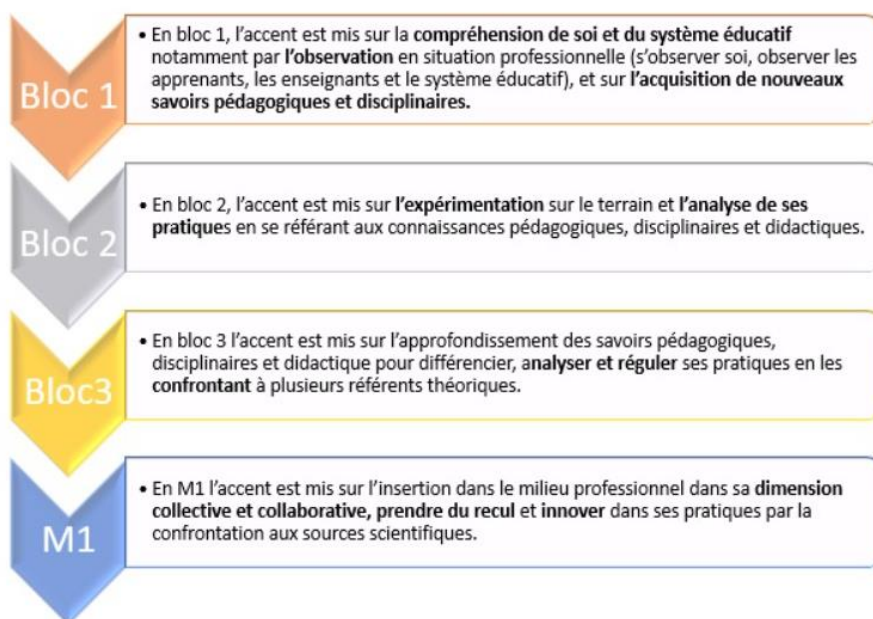 Bloc 1
• En bloc 1, l'accent est mis sur la compréhension de soi et du système éducatif
notamment par l'observation en situation professionnelle (s'observer soi, observer les
apprenants, les enseignants et le système éducatif), et sur l'acquisition de nouveaux
savoirs pédagogiques et disciplinaires.
Bloc 2
• En bloc 2, l'accent est mis sur l'expérimentation sur le terrain et l'analyse de ses
pratiques en se référant aux connaissances pédagogiques, disciplinaires et didactiques.
Bloc3
• En bloc 3 l'accent est mis sur l'approfondissement des savoirs pédagogiques,
disciplinaires et didactique pour différencier, analyser et réguler ses pratiques en les
confrontant à plusieurs référents théoriques.
M1
• En M1 l'accent est mis sur l'insertion dans le milieu professionnel dans sa dimension
collective et collaborative, prendre du recul et innover dans ses pratiques par la
confrontation aux sources scientifiques.